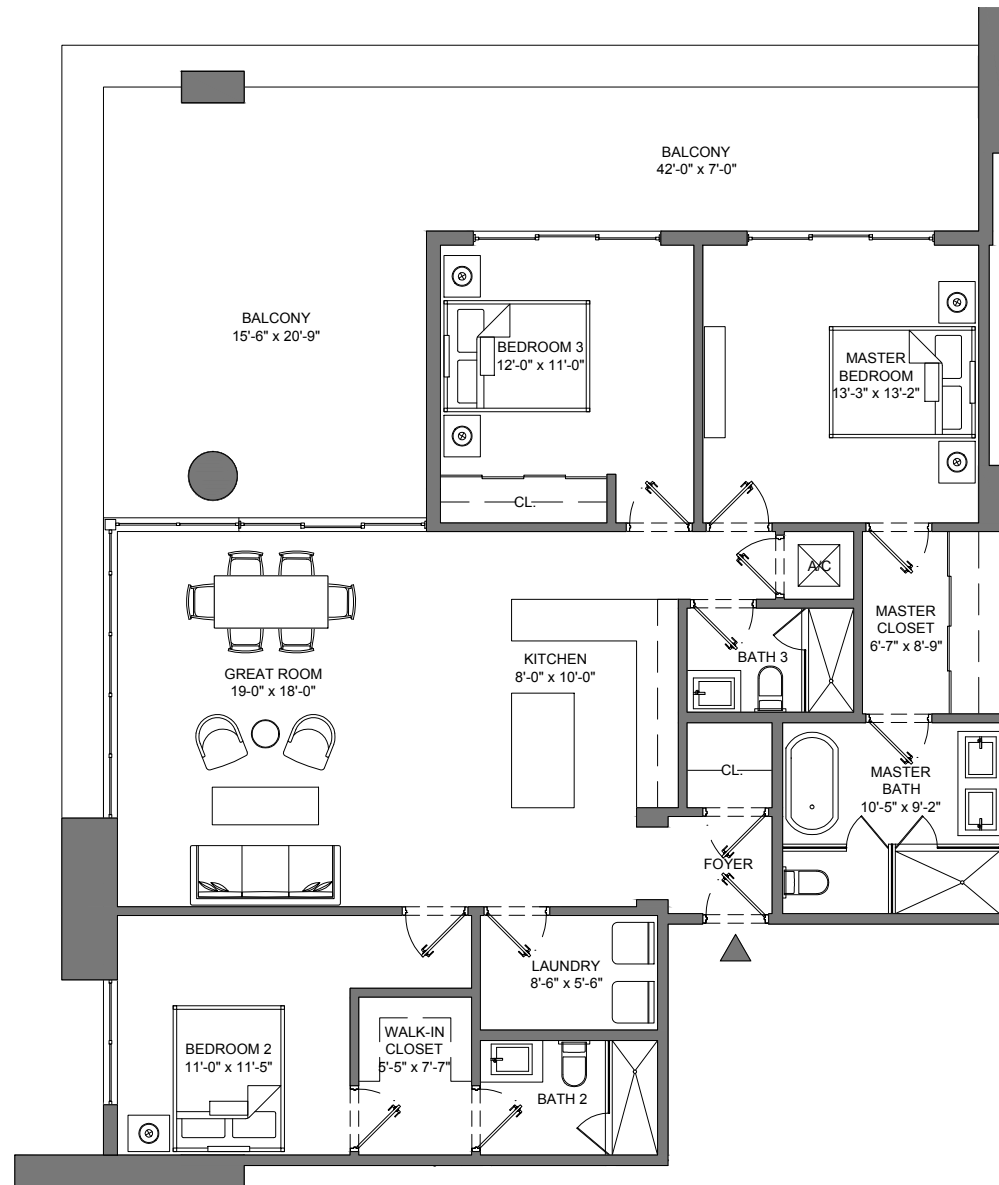 BALCONY
42'-0" x 7'-0"
BALCONY
15'-6" x 20'-9"
BEDROOM 3
12'-0" x 11'-0"
MASTER
BEDROOM
13'-3" x 13'-2"
CL.
A/C
MASTER
CLOSET
6'-7" x 8'-9"
BATH 3
GREAT ROOM
19-0" x 18'-0"
KITCHEN
8'-0" x 10'-0"
CL.
MASTER
BATH
10'-5" x 9'-2"
FOYER
LAUNDRY
8'-6" x 5'-6"
WALK-IN
CLOSET
5'-5" x 7'-7"
BEDROOM 2
11'-0" x 11'-5"
BATH 2